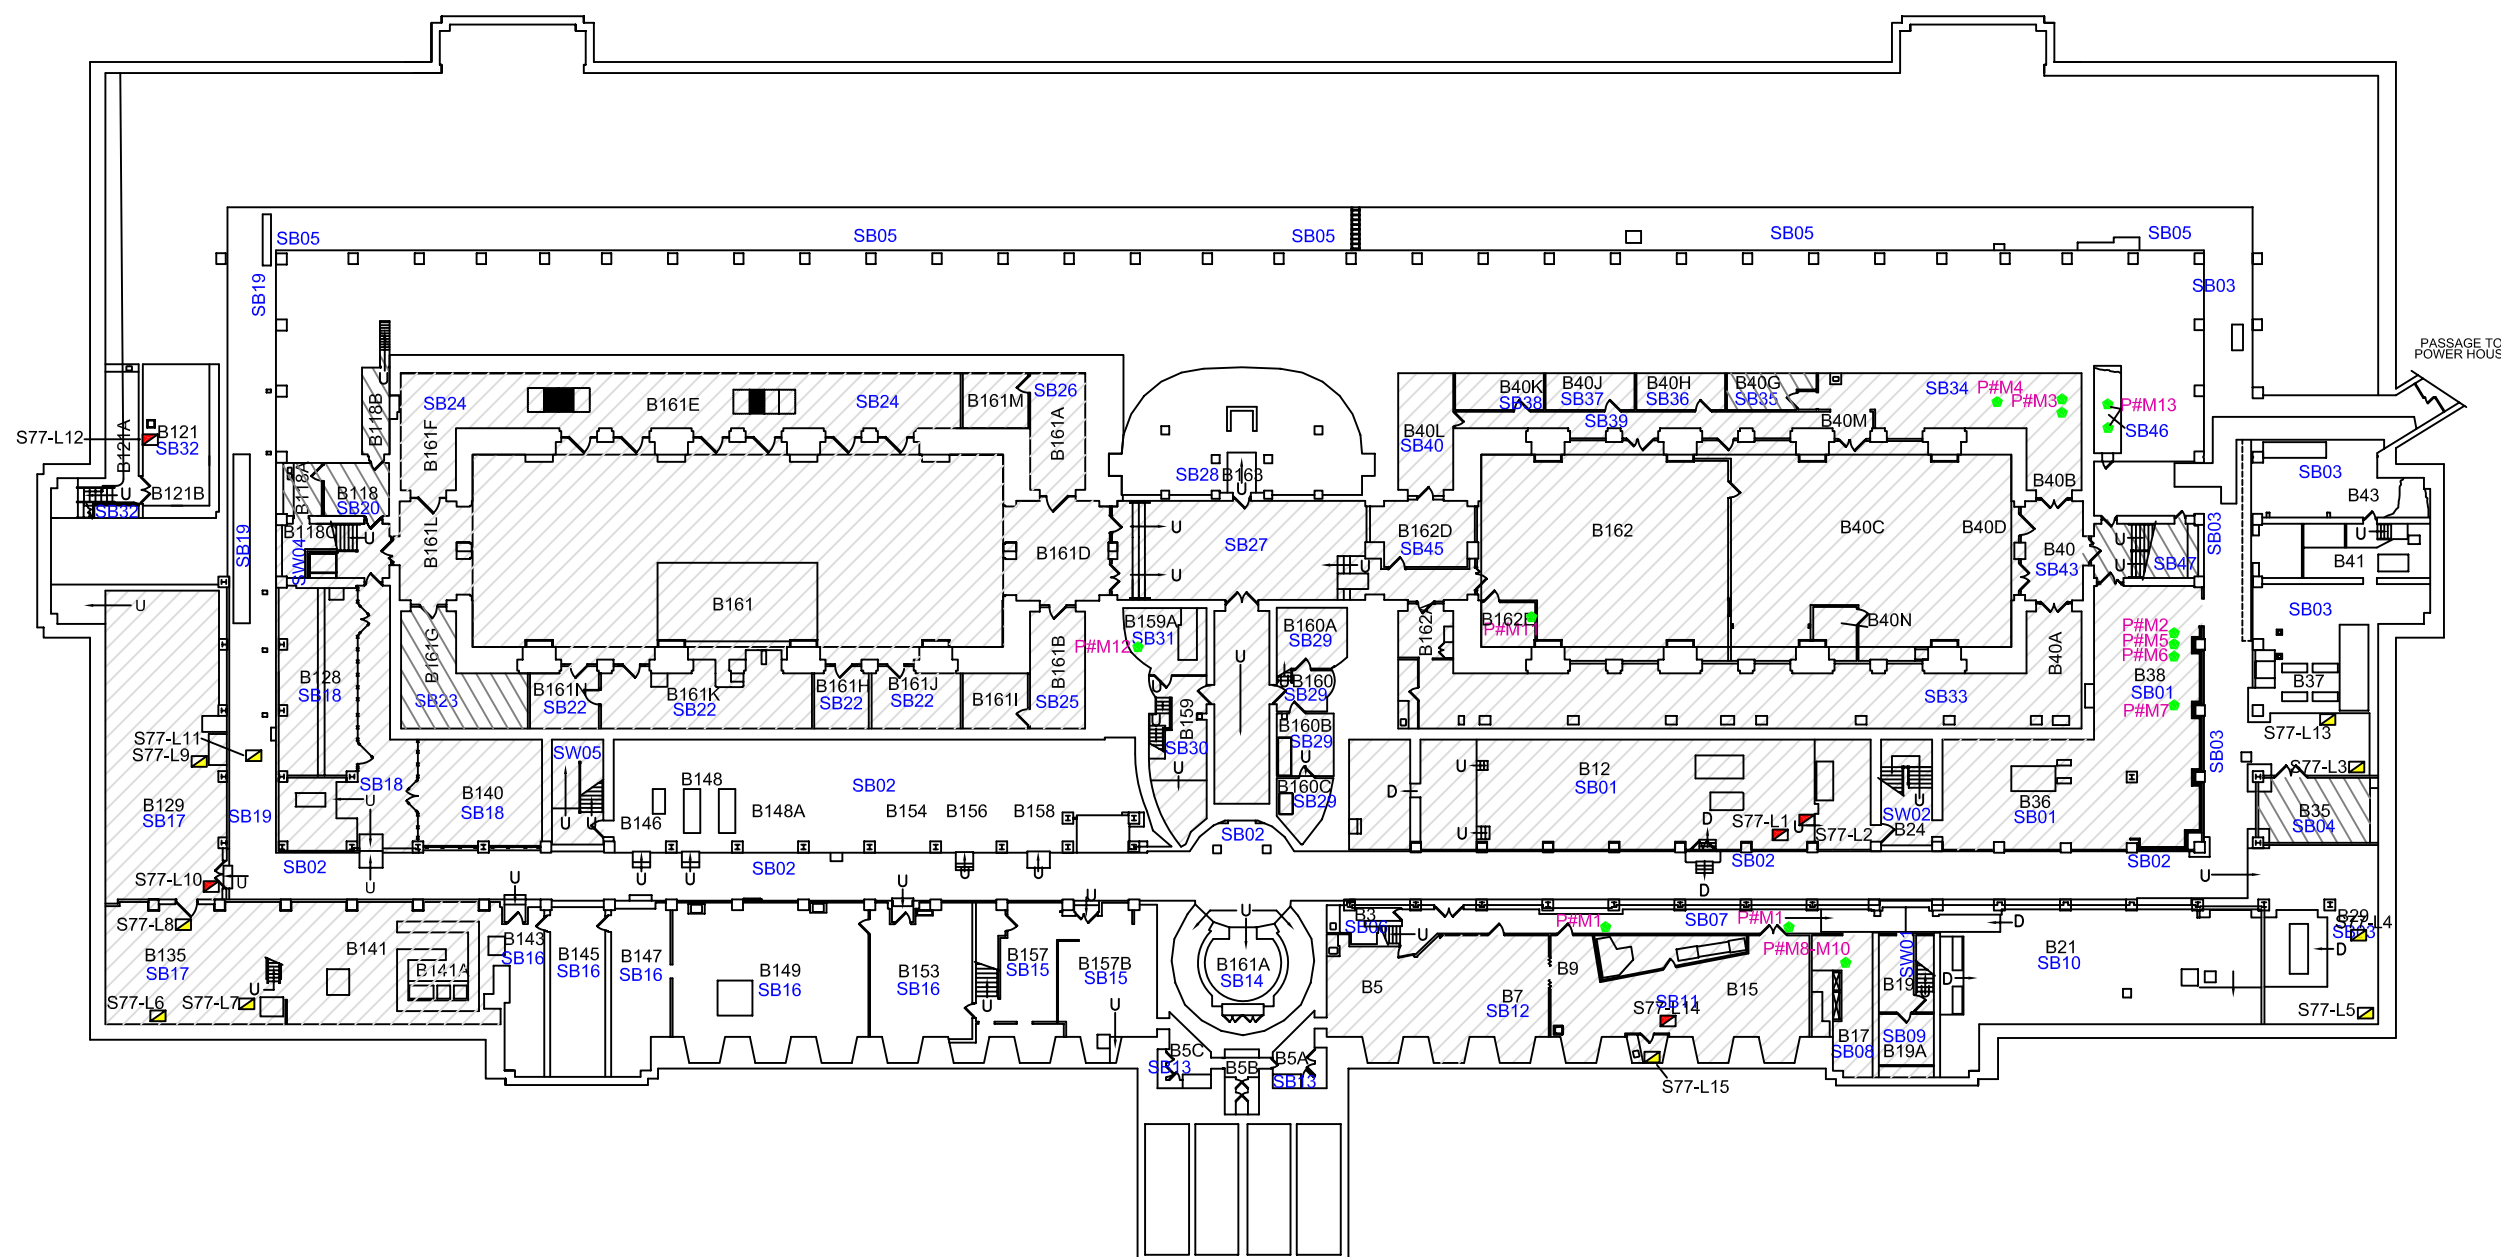 SB05
SB05
SB05
SB05
SB05
SB19
SB03
PASSAGE TO
POWER HOUS
S77-L12
B121A
B121
SB32
B121B
SB32
B118B
U
B118A
B118
SB20
B118C
U
SW04
SB19
U
SB24
B161E
SB24
B161F
B161M
SB26
B161A
B161L
B161D
B161
B161G
SB23
B161N
SB22
B161K
SB22
B161H
SB22
B161J
SB22
B161I
B161B
SB25
SB28
B163
U
U
U
SB27
U
B162D
SB45
B40L
SB40
B40K
SB38
B40J
SB37
B40H
SB36
B40G
SB35
SB39
B40M
SB34
P#M4
P#M3
P#M13
SB46
B40B
B162
B40C
B40D
B40
SB43
U
U
SB47
SB03
SB03
B43
U
B41
SB03
B37
S77-L13
S77-L3
B35
SB04
B40N
B40A
SB33
P#M11
P#M2
P#M5
P#M6
B38
SB01
P#M7
SB03
B159A
SB31
P#M12
U
U
B159
SB30
U
U
B160A
SB29
U
B160
SB29
B160B
SB29
U
B160C
SB29
U
B128
SB18
S77-L11
S77-L9
B129
SB17
SB19
SB18
U
B140
SB18
SW05
U
U
B146
B148
B148A
SB02
B154
B156
B158
SB02
D
U
U
B12
SB01
D
S77-L1
U
S77-L2
SW02
U
B24
B36
SB01
SB02
SB02
D
U
S77-L10
U
SB02
U
U
U
U
SB02
U
U
U
U
U
S77-L8
B135
SB17
S77-L6
S77-L7
U
B141
B141A
B143
SB16
B145
SB16
B147
SB16
B149
SB16
B153
SB16
U
B157
SB15
B157B
SB15
U
B161A
SB14
B5C
SB13
B5B
B5A
SB13
B3
SB06
U
B5
B7
SB12
B9
P#M1
SB07
P#M1
P#M8-M10
SB11
B15
S77-L14
S77-L15
B17
SB08
SW01
B19
U
SB09
B19A
D
D
B21
SB10
B29
S77-L4
D
S77-L5